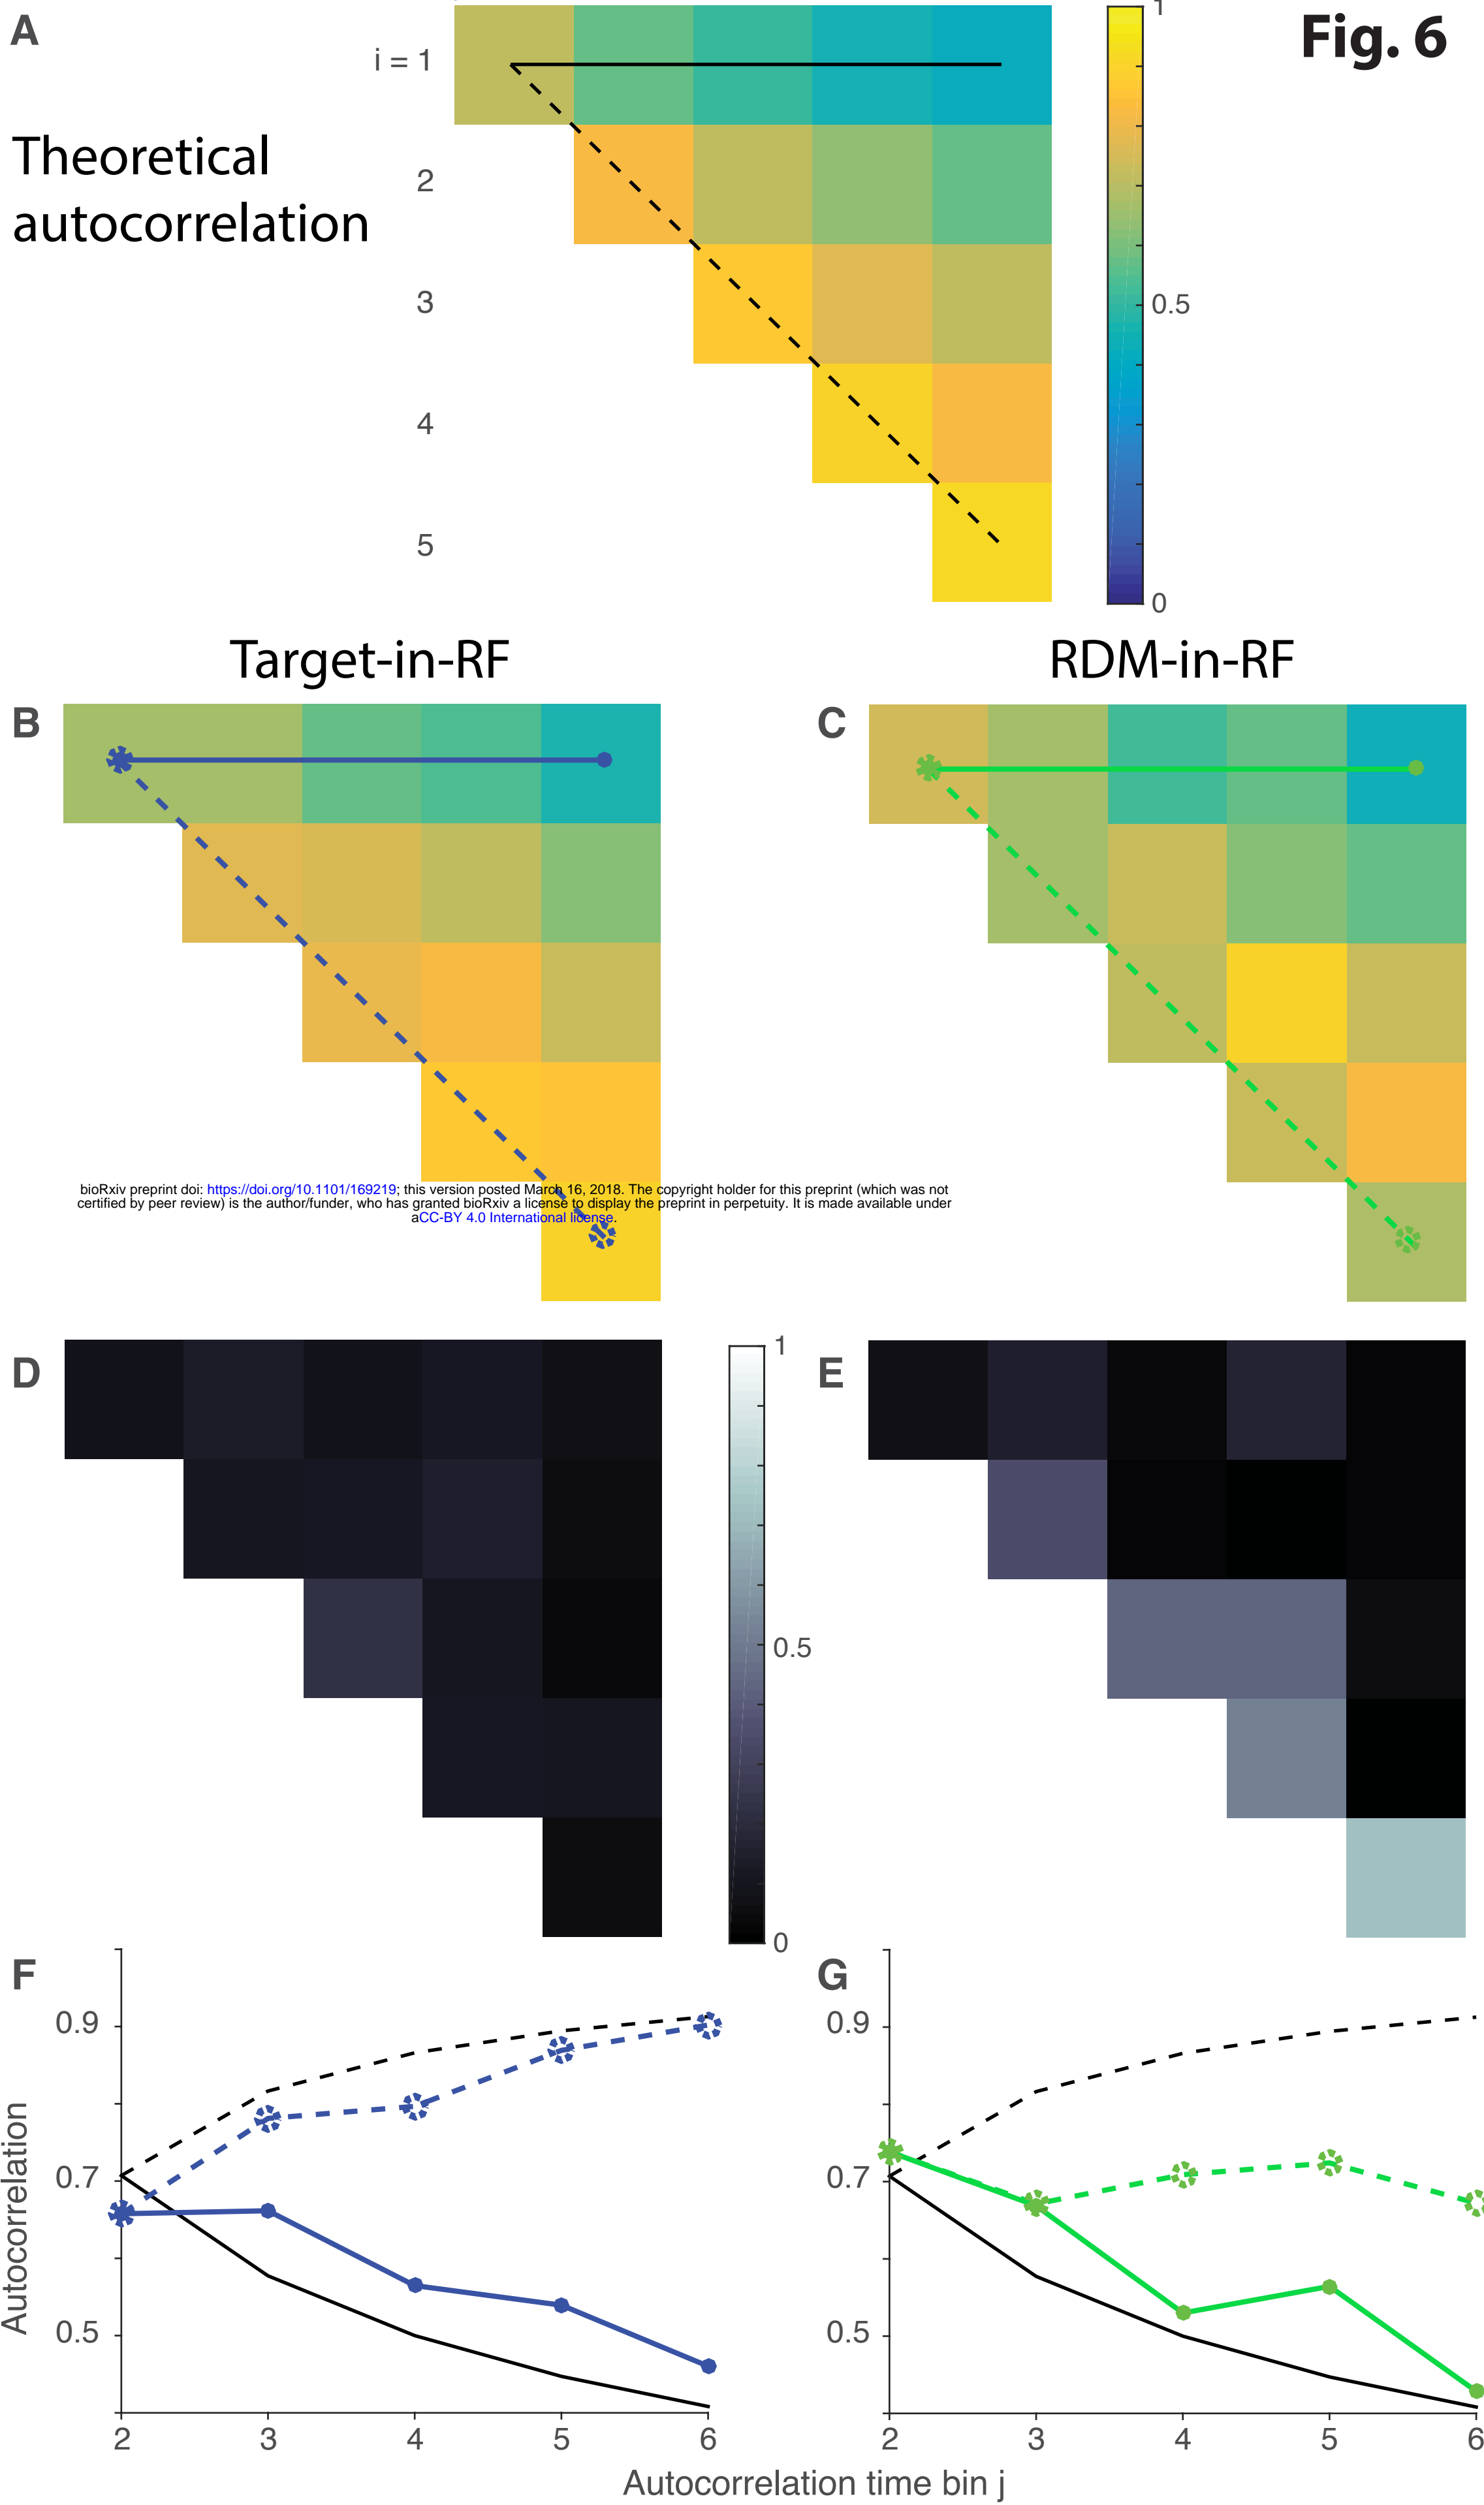 A
Fig. 6
i = 1
Theoretical
autocorrelation
2
3
4
5
1
0.5
0
Target-in-RF
RDM-in-RF
B
C
bioRxiv preprint doi: https://doi.org/10.1101/169219; this version posted March 16, 2018. The copyright holder for this preprint (which was not
certified by peer review) is the author/funder, who has granted bioRxiv a license to display the preprint in perpetuity. It is made available under
aCC-BY 4.0 International license.
D
1
0.5
0
E
F
0.9
0.7
0.5
Autocorrelation
2 3 4 5 6
G
0.9
0.7
0.5
2 3 4 5 6
Autocorrelation time bin j